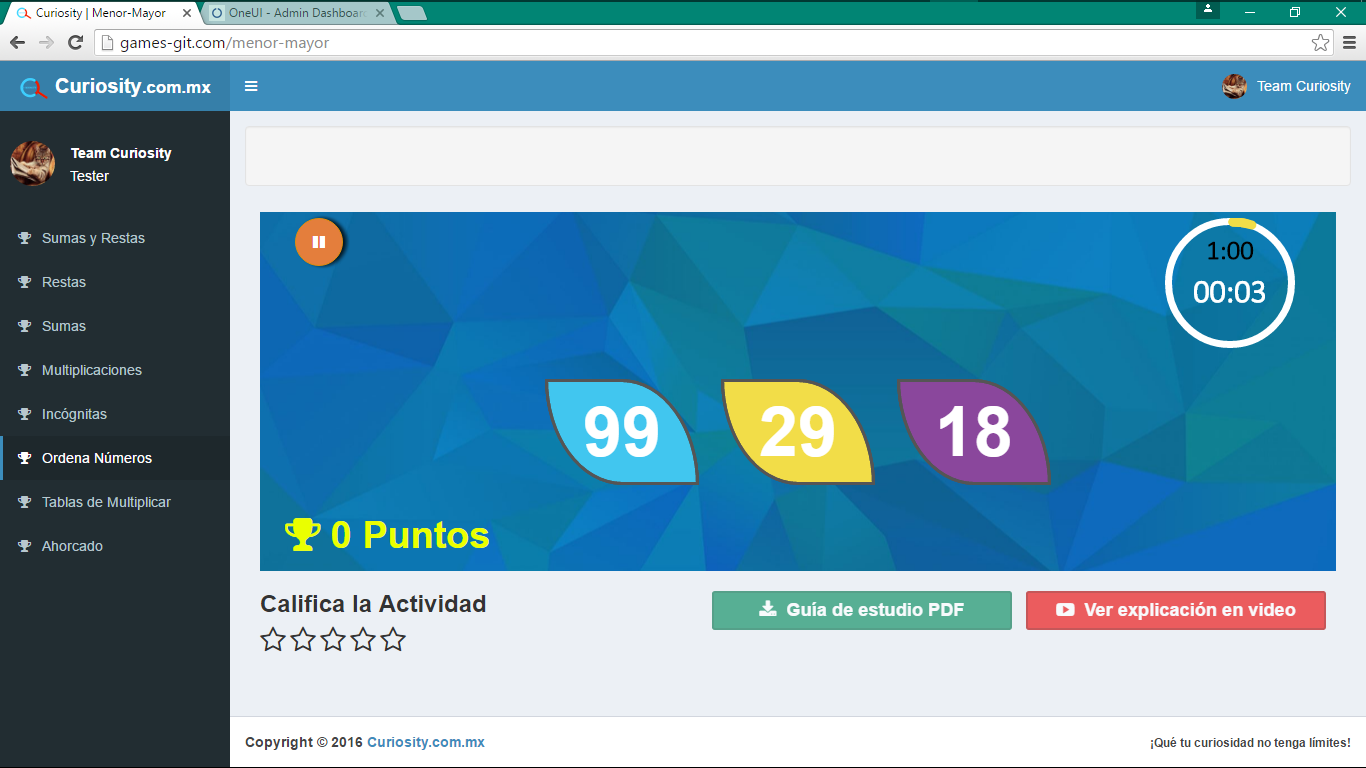 Curiosity | Menor-Mayor
OneUI - Admin Dashboar
games-git.com/menor-mayor
Curiosity.com.mx
Team Curiosity
Team Curiosity
Tester
Sumas y Restas
Restas
Sumas
Multiplicaciones
Incógnitas
Ordena Números
Tablas de Multiplicar
Ahorcado
1:00
00:03
99 29 18
0 Puntos
Califica la Actividad
Guía de estudio PDF
Ver explicación en video
Copyright © 2016 Curiosity.com.mx
¡Qué tu curiosidad no tenga límites!